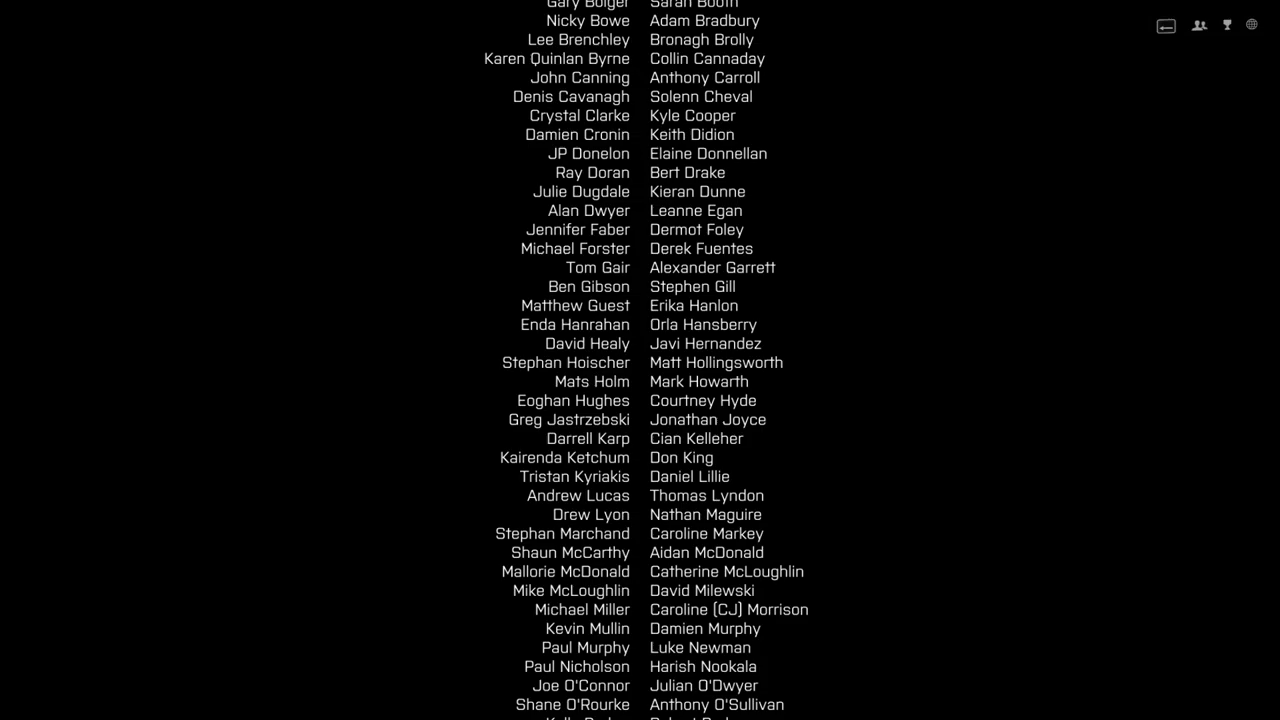 Gary Bolger Sarah Booth
Nicky Bowe Adam Bradbury
Lee Brenchley Bronagh Brolly
Karen Quinlan Byrne Collin Cannaday
John Canning Anthony Carroll
Denis Cavanagh Solenn Cheval
Crystal Clarke Kyle Cooper
Damien Cronin Keith Didion
JP Donelon Elaine Donnellan
Ray Doran Bert Drake
Julie Dugdale Kieran Dunne
Alan Dwyer Leanne Egan
Jennifer Faber Dermot Foley
Michael Forster Derek Fuentes
Tom Gair Alexander Garrett
Ben Gibson Stephen Gill
Matthew Guest Erika Hanlon
Enda Hanrahan Orla Hansberry
David Healy Javi Hernandez
Stephan Hoischer Matt Hollingsworth
Mats Holm Mark Howarth
Eoghan Hughes Courtney Hyde
Greg Jastrzebski Jonathan Joyce
Darrell Karp Cian Kelleher
Kairenda Ketchum Don King
Tristan Kyriakis Daniel Lillie
Andrew Lucas Thomas Lyndon
Drew Lyon Nathan Maguire
Stephan Marchand Caroline Markey
Shaun McCarthy Aidan McDonald
Mallorie McDonald Catherine McLoughlin
Mike McLoughlin David Milewski
Michael Miller Caroline (CJ) Morrison
Kevin Mullin Damien Murphy
Paul Murphy Luke Newman
Paul Nicholson Harish Nookala
Joe O'Connor Julian O'Dwyer
Shane O'Rourke Anthony O'Sullivan